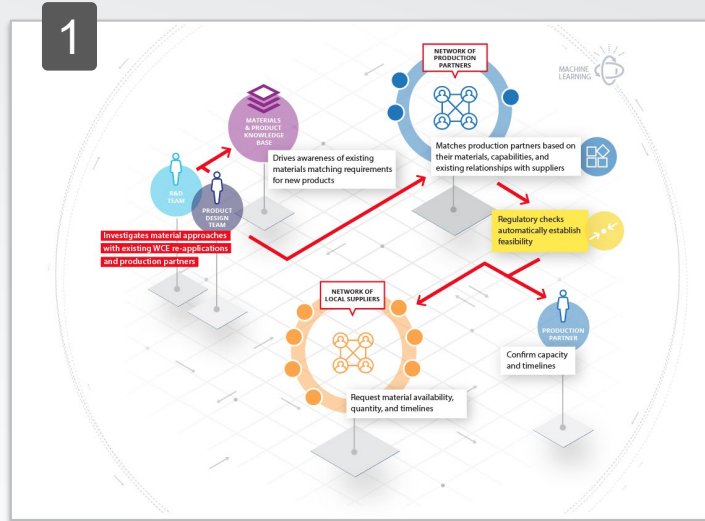 1
NETWORK OF
PRODUCTION
PARTNERS
MACHINE
LEARNING
MATERIALS
& PRODUCT
KNOWLEDGE
BASE
Drives awareness of existing
materials matching requirements
for new products
Matches production partners based on
their materials, capabilities, and
existing relationships with suppliers
R&D
TEAM
PRODUCT
DESIGN
TEAM
Investigates material approaches
with existing WCE re-applications
and production partners
Regulatory checks
automatically establish
feasibility
NETWORK OF
LOCAL SUPPLIERS
PRODUCTION
PARTNER
Confirm capacity
and timelines
Request material availability,
quantity, and timelines